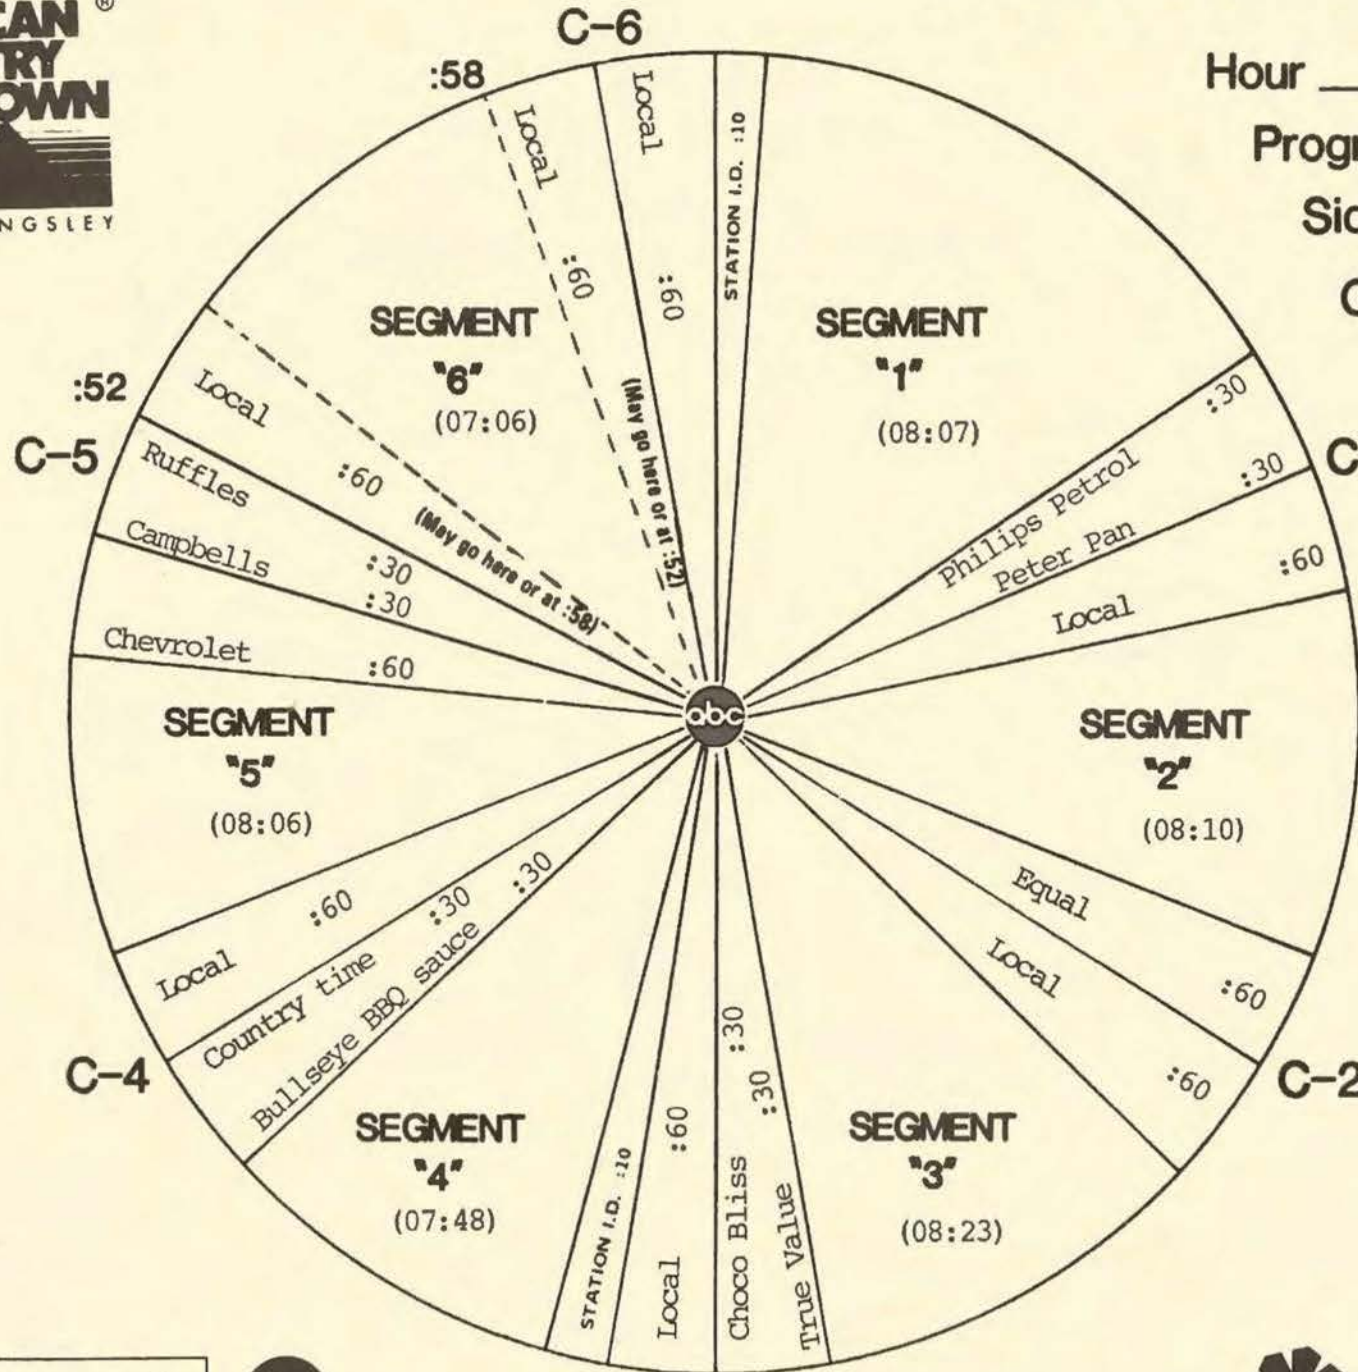 CAN ®
TRY
OWN
NGSLEY
C-6
:58
Hour
Local :60
Local :60
(May go here or at :52)
STATION I.D. :10
SEGMENT
"1"
(08:07)
Philips Petrol :30
Peter Pan :30
Local :60
SEGMENT
"2"
(08:10)
Equal :60
C-2
Local :60
SEGMENT
"3"
(08:23)
True Value :30
Choco Bliss :30
Local :60
STATION I.D. :10
SEGMENT
"4"
(07:48)
Bullseye BBQ sauce :30
Country time :30
C-4
Local :60
SEGMENT
"5"
(08:06)
Chevrolet :60
Campbells :30
Ruffles :30
C-5
:52
Local :60
(May go here or at :58)
SEGMENT
"6"
(07:06)
abc